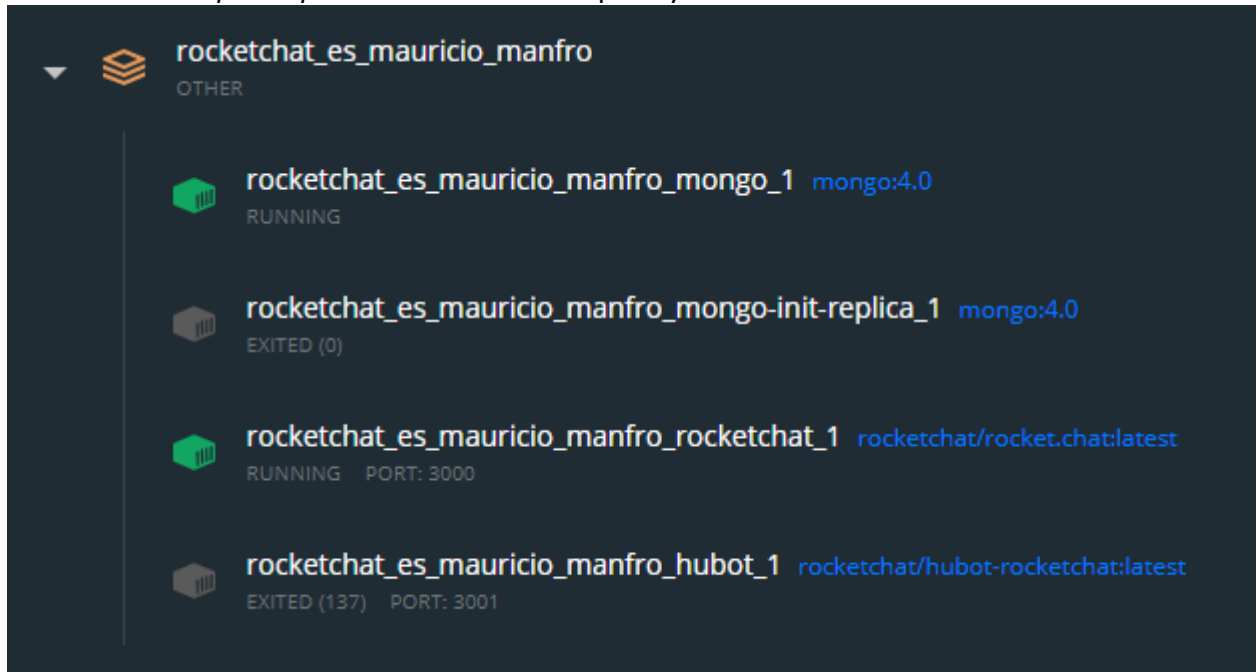 rocketchat_es_mauricio_manfro
OTHER
rocketchat_es_mauricio_manfro_mongo_1 mongo:4.0
RUNNING
rocketchat_es_mauricio_manfro_mongo-init-replica_1 mongo:4.0
EXITED (0)
rocketchat_es_mauricio_manfro_rocketchat_1 rocketchat/rocket.chat:latest
RUNNING PORT: 3000
rocketchat_es_mauricio_manfro_hubot_1 rocketchat/hubot-rocketchat:latest
EXITED (137) PORT: 3001